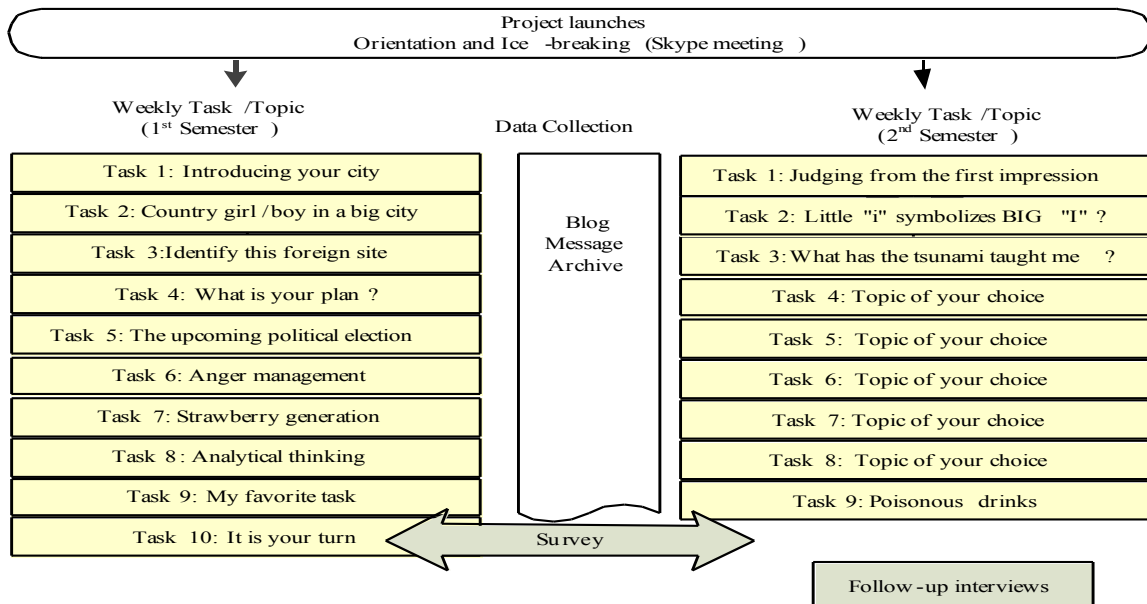 Project launches
Orientation and Ice -breaking (Skype meeting )
Weekly Task /Topic
(1st Semester )
Task 1: Introducing your city
Task 2: Country girl /boy in a big city
Task 3:Identify this foreign site
Task 4: What is your plan ?
Task 5: The upcoming political election
Task 6: Anger management
Task 7: Strawberry generation
Task 8: Analytical thinking
Task 9: My favorite task
Task 10: It is your turn
Data Collection
Blog
Message
Archive
Survey
Weekly Task /Topic
(2nd Semester )
Task 1: Judging from the first impression
Task 2: Little "i" symbolizes BIG "I" ?
Task 3: What has the tsunami taught me ?
Task 4: Topic of your choice
Task 5: Topic of your choice
Task 6: Topic of your choice
Task 7: Topic of your choice
Task 8: Topic of your choice
Task 9: Poisonous drinks
Follow -up interviews